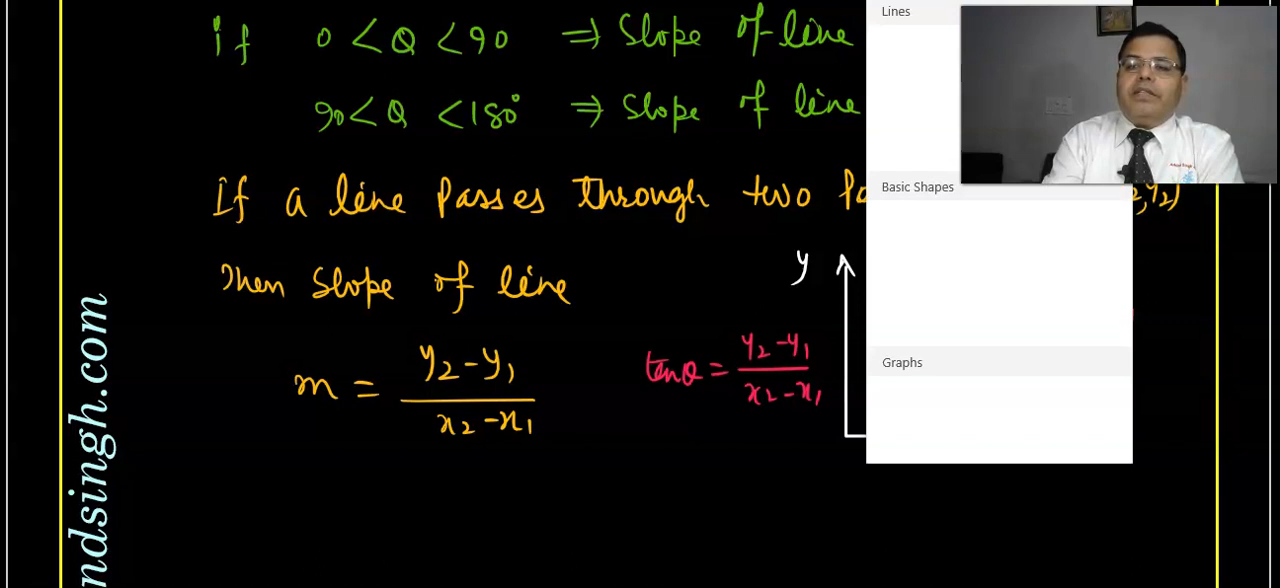 Lines
if 0 < θ < 90 ⇒ Slope of line
90 < θ < 180° ⇒ Slope of line
Basic Shapes
If a line passes through two
,y2)
Then slope of line
y
m = y2-y1 / x2-x1
tanθ = y2-y1 / x2-x1
Graphs
ndsingh.com